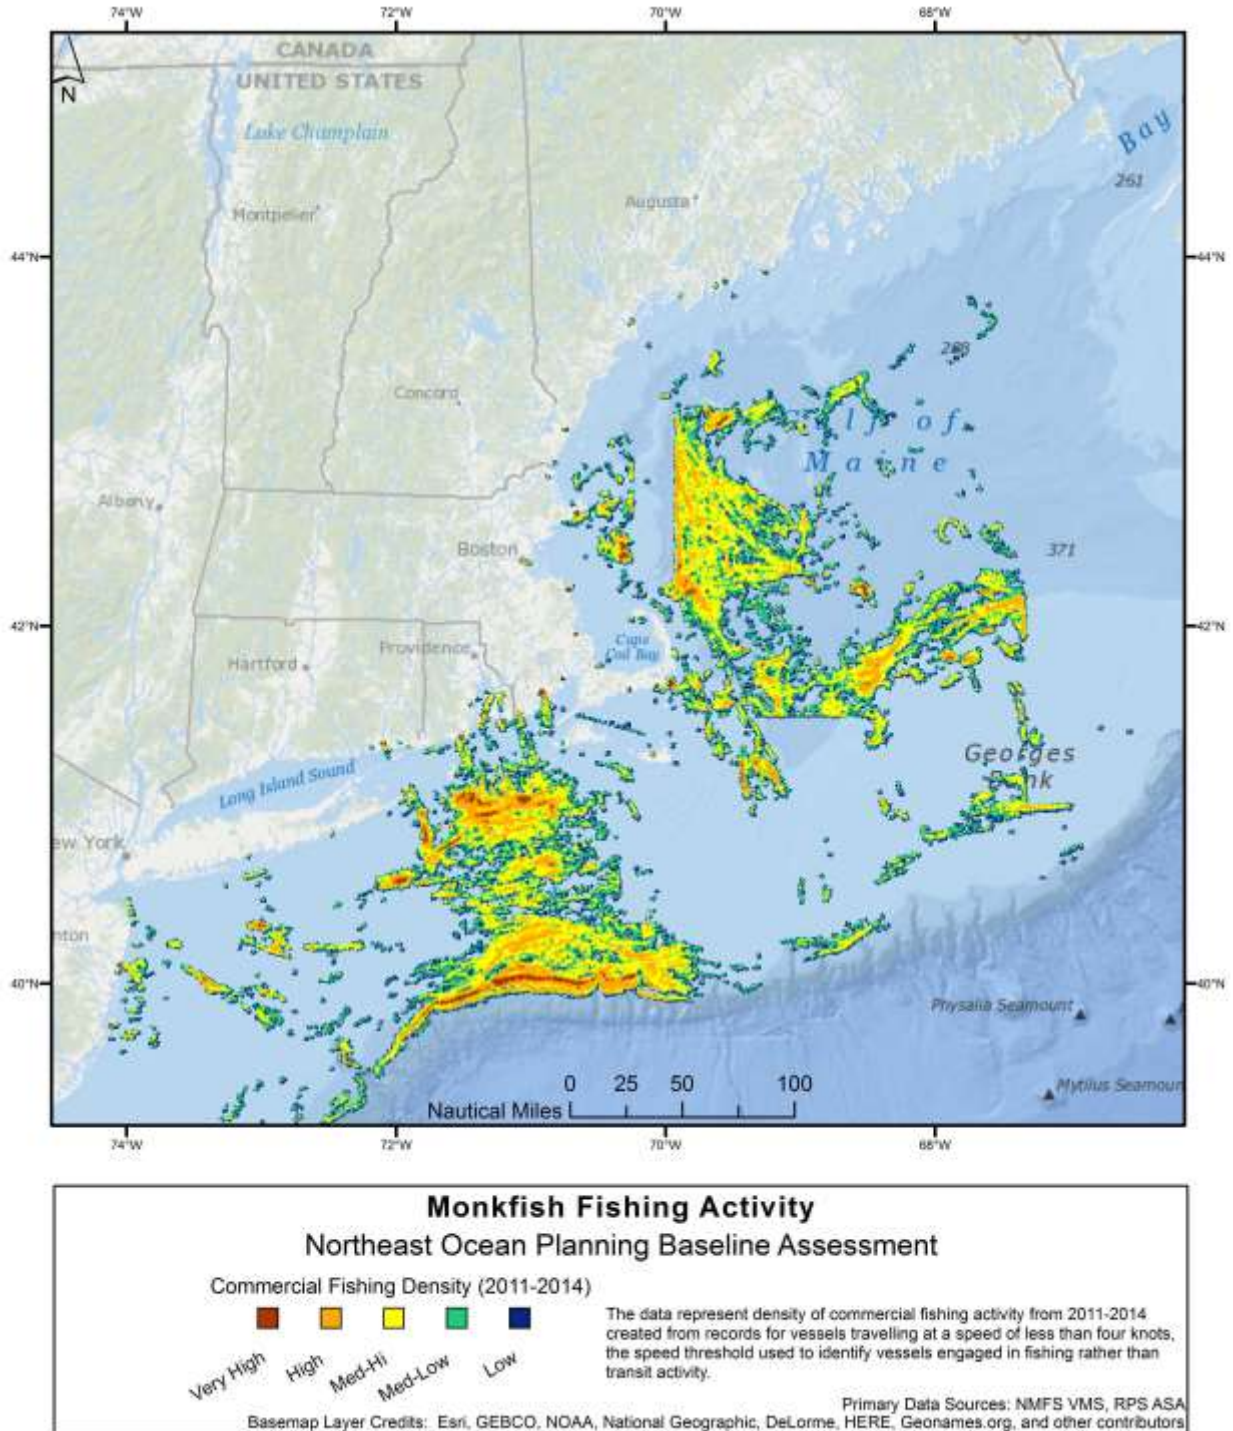 74°W 72°W 70°W 68°W
CANADA
UNITED STATES
N
Lake Champlain
Bay
261
Montpelier
Augusta
44°N 44°N
288
Concord
lf of
Maine
Albany
Boston
371
42°N 42°N
Cape
Cod Bay
Providence
Hartford
Georges
Bank
Long Island Sound
ew York
nton
40°N 40°N
Physalia Seamount
Mytilus Seamoun
0 25 50 100
Nautical Miles
74°W 72°W 70°W 68°W
Monkfish Fishing Activity
Northeast Ocean Planning Baseline Assessment
Commercial Fishing Density (2011-2014)
Very High High Med-Hi Med-Low Low
The data represent density of commercial fishing activity from 2011-2014
created from records for vessels travelling at a speed of less than four knots,
the speed threshold used to identify vessels engaged in fishing rather than
transit activity.
Primary Data Sources: NMFS VMS, RPS ASA
Basemap Layer Credits: Esri, GEBCO, NOAA, National Geographic, DeLorme, HERE, Geonames.org, and other contributors